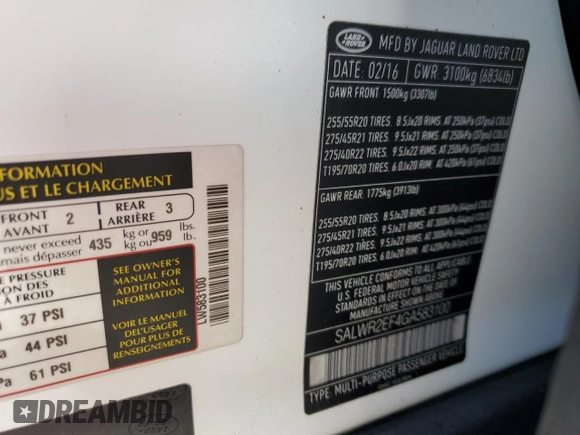 FORMATION
US ET LE CHARGEMENT
FRONT 2 REAR 3
AVANT ARRIÈRE
never exceed 435 kg or 959 lbs.
mais dépasser kg ou lb.
PRESSURE
ON DES
À FROID
37 PSI
44 PSI
Pa 61 PSI
SEE OWNER'S
MANUAL FOR
ADDITIONAL
INFORMATION
VOIR LE MANUEL
DE L'USAGER
POUR PLUS DE
RENSEIGNEMENTS
LW583100
LAND ROVER
MFD BY JAGUAR LAND ROVER LTD
DATE: 02/16 GWR. 3100kg (6834lb)
GAWR FRONT 1500kg (3307lb)
255/55R20 TIRES. 8.5Jx20 RIMS. AT 250kPa (37psi) COLD
275/45R21 TIRES. 9.5Jx21 RIMS. AT 250kPa (37psi) COLD
275/40R22 TIRES. 9.5Jx22 RIMS. AT 250kPa (37psi) COLD
T195/70R20 TIRES. 6.0Jx20 RIM. AT 420kPa (61psi) COLD
GAWR REAR. 1775kg (3913lb)
255/55R20 TIRES. 8.5Jx20 RIMS. AT 300kPa (44psi) COLD
275/45R21 TIRES. 9.5Jx21 RIMS. AT 300kPa (44psi) COLD
275/40R22 TIRES. 9.5Jx22 RIMS. AT 300kPa (44psi) COLD
T195/70R20 TIRES. 6.0Jx20 RIM. AT 420kPa (61psi) COLD
THIS VEHICLE CONFORMS TO ALL APPLICABLE
U.S. FEDERAL MOTOR VEHICLE SAFETY
STANDARDS IN EFFECT ON THE DATE OF
MANUFACTURE SHOWN ABOVE.
SALWR2EF4GA583100
TYPE: MULTI-PURPOSE PASSENGER VEHICLE
DREAMBID